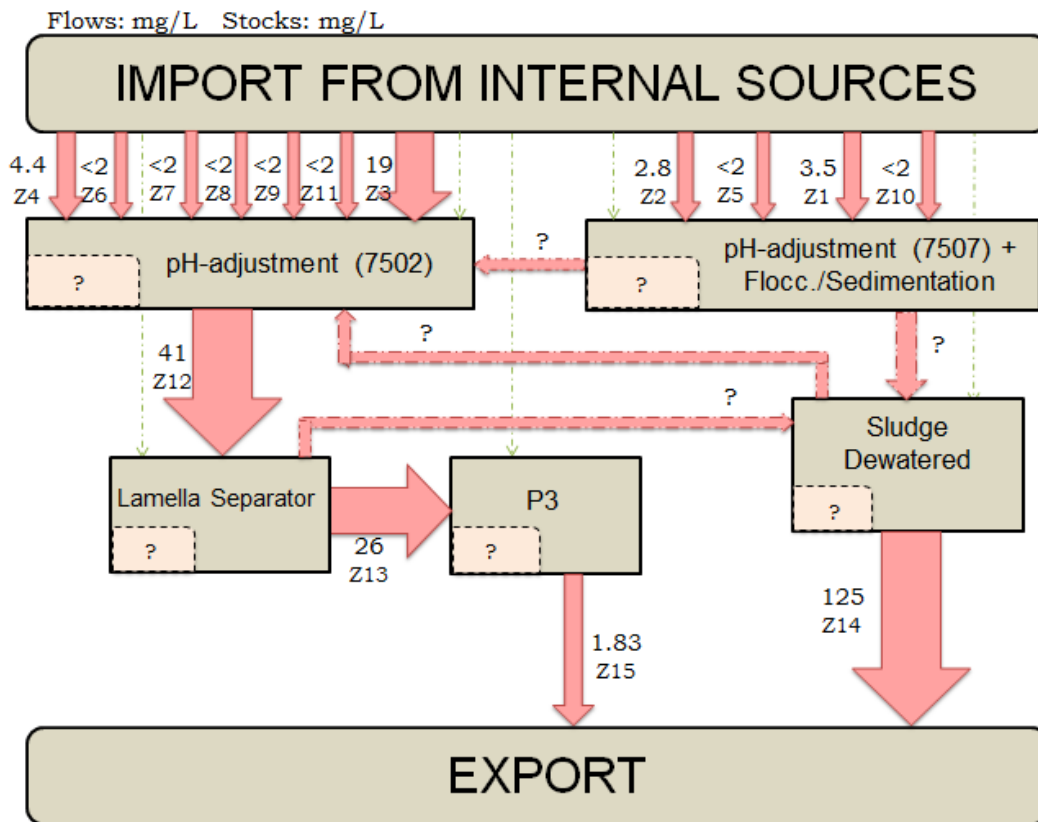 Flows: mg/L Stocks: mg/L
IMPORT FROM INTERNAL SOURCES
4.4
Z4
<2
Z6
<2
Z7
<2
Z8
<2
Z9
<2
Z11
19
Z3
2.8
Z2
<2
Z5
3.5
Z1
<2
Z10
pH-adjustment (7502)
?
?
pH-adjustment (7507) +
Flocc./Sedimentation
?
41
Z12
?
?
?
Sludge
Dewatered
?
Lamella Separator
?
26
Z13
P3
?
1.83
Z15
125
Z14
EXPORT